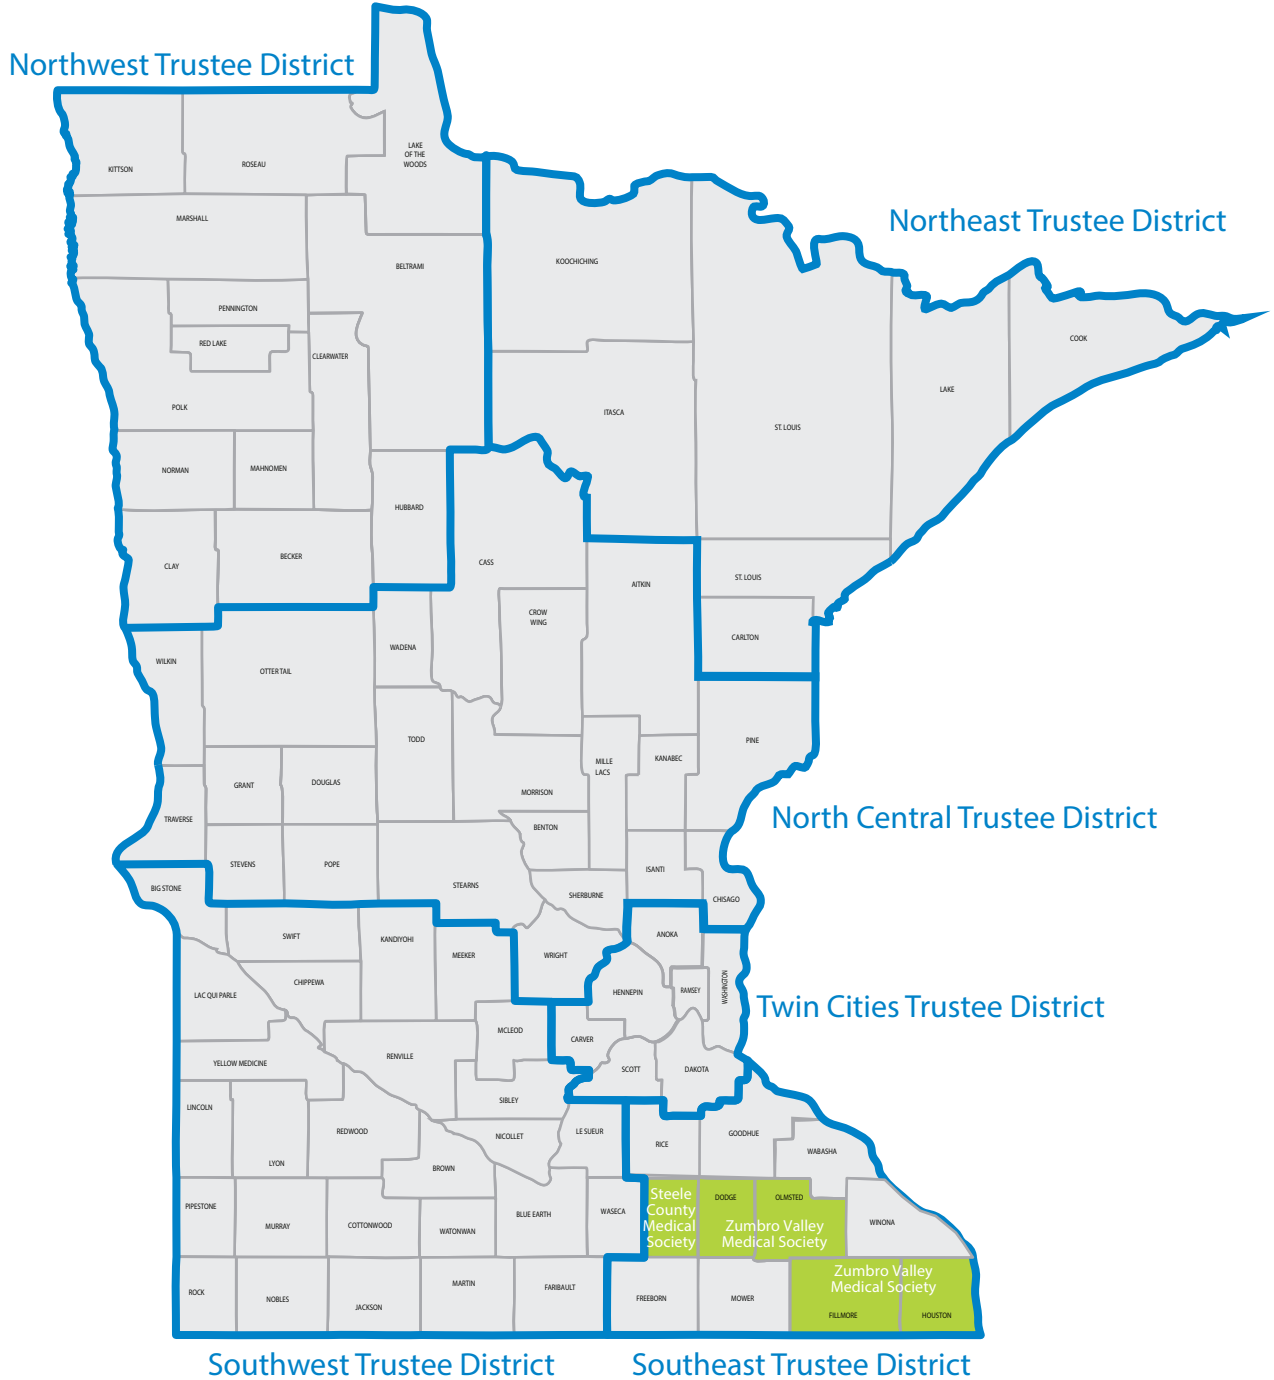 Northwest Trustee District
LAKE
OF THE
WOODS
KITTSON
ROSEAU
MARSHALL
Northeast Trustee District
BELTRAMI
KOOCHICHING
PENNINGTON
RED LAKE
CLEARWATER
COOK
LAKE
POLK
ITASCA
ST. LOUIS
NORMAN
MAHNOMEN
HUBBARD
CLAY
BECKER
CASS
AITKIN
ST. LOUIS
CROW
WING
CARLTON
WADENA
WILKIN
OTTER TAIL
TODD
PINE
MILLE
LACS
KANABEC
GRANT
DOUGLAS
MORRISON
TRAVERSE
North Central Trustee District
BENTON
STEVENS
POPE
ISANTI
BIG STONE
STEARNS
SHERBURNE
CHISAGO
SWIFT
KANDIYOHI
ANOKA
MEEKER
WRIGHT
CHIPPEWA
LAC QUI PARLE
HENNEPIN
RAMSEY
WASHINGTON
Twin Cities Trustee District
MCLEOD
CARVER
RENVILLE
YELLOW MEDICINE
SCOTT
DAKOTA
LINCOLN
SIBLEY
REDWOOD
NICOLLET
LE SUEUR
RICE
GOODHUE
WABASHA
LYON
BROWN
Steele
County
Medical
Society
DODGE
OLMSTED
Zumbro Valley
Medical Society
PIPESTONE
MURRAY
COTTONWOOD
WATONWAN
BLUE EARTH
WASECA
WINONA
Zumbro Valley
Medical Society
ROCK
NOBLES
JACKSON
MARTIN
FARIBAULT
FREEBORN
MOWER
FILLMORE
HOUSTON
Southwest Trustee District
Southeast Trustee District